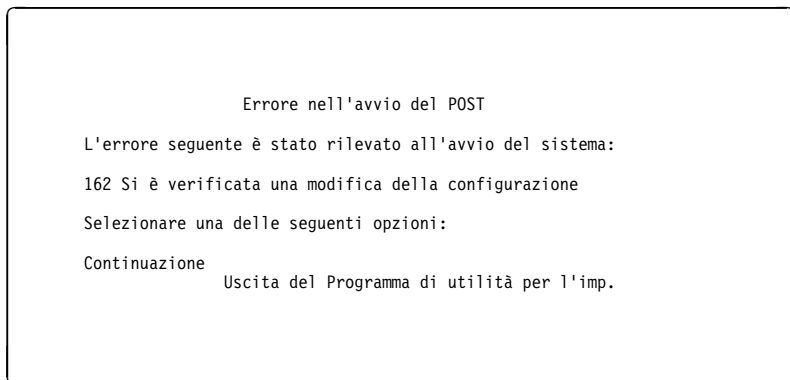 Errore nell'avvio del POST
L'errore seguente è stato rilevato all'avvio del sistema:
162 Si è verificata una modifica della configurazione
Selezionare una delle seguenti opzioni:
Continuazione
Uscita del Programma di utilità per l'imp.